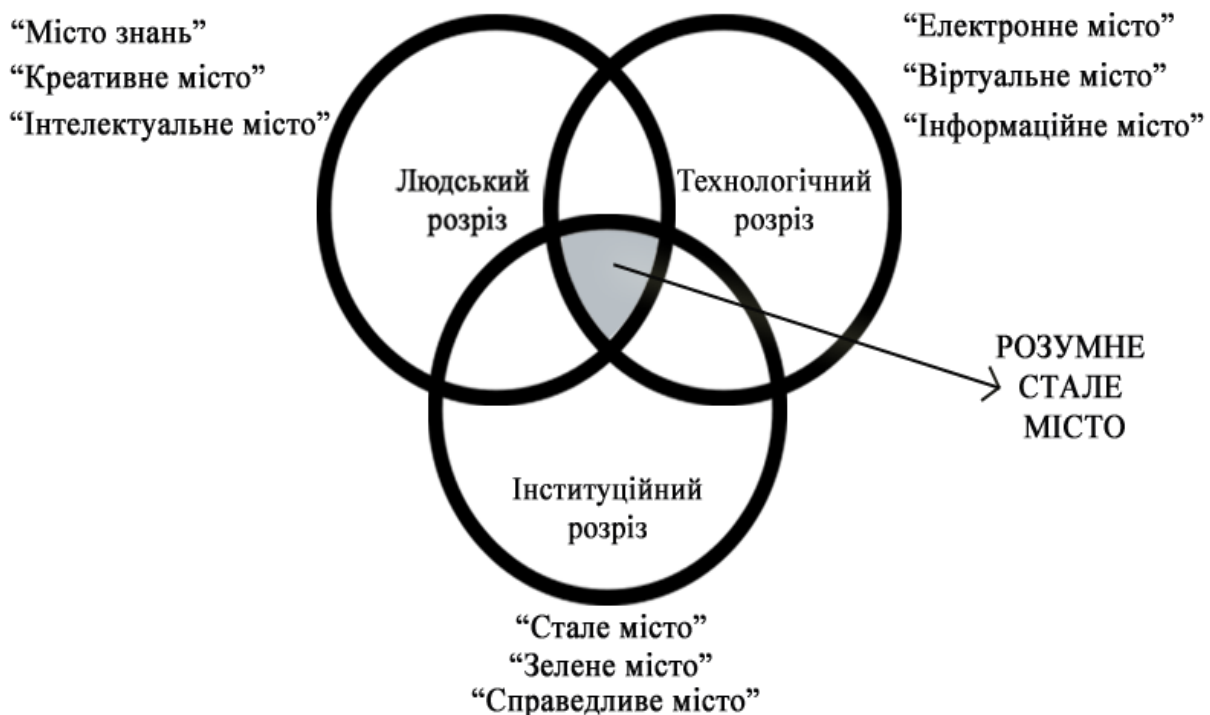 “Місто знань”
“Креативне місто”
“Інтелектуальне місто”
“Електронне місто”
“Віртуальне місто”
“Інформаційне місто”
Людський
розріз
Технологічний
розріз
РОЗУМНЕ
СТАЛЕ
МІСТО
Інституційний
розріз
“Стале місто”
“Зелене місто”
“Справедливе місто”